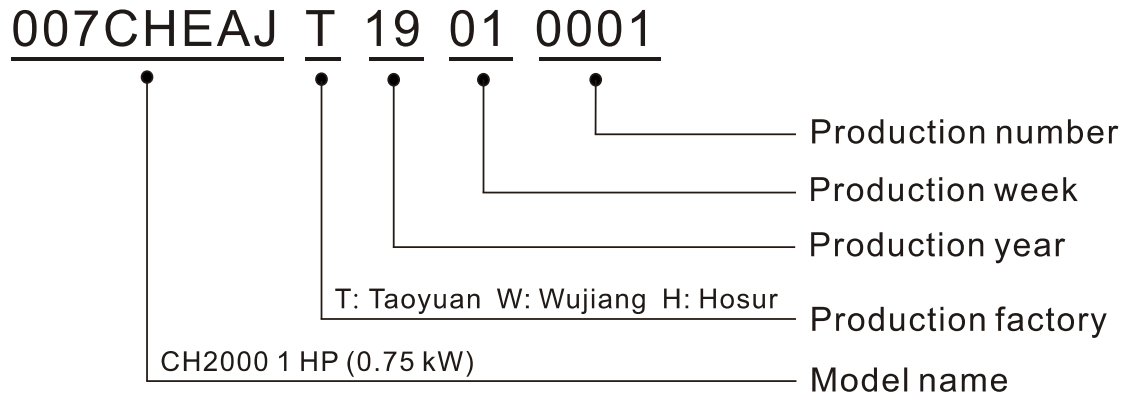 007CHEAJ T 19 01 0001
Production number
Production week
Production year
T: Taoyuan W: Wujiang H: Hosur
Production factory
CH2000 1 HP (0.75 kW)
Model name